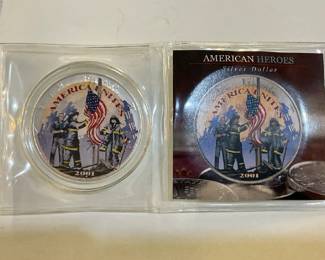 AMERICA UNITED
2001
AMERICAN HEROES
Silver Dollar
AMERICA UNITED
2001